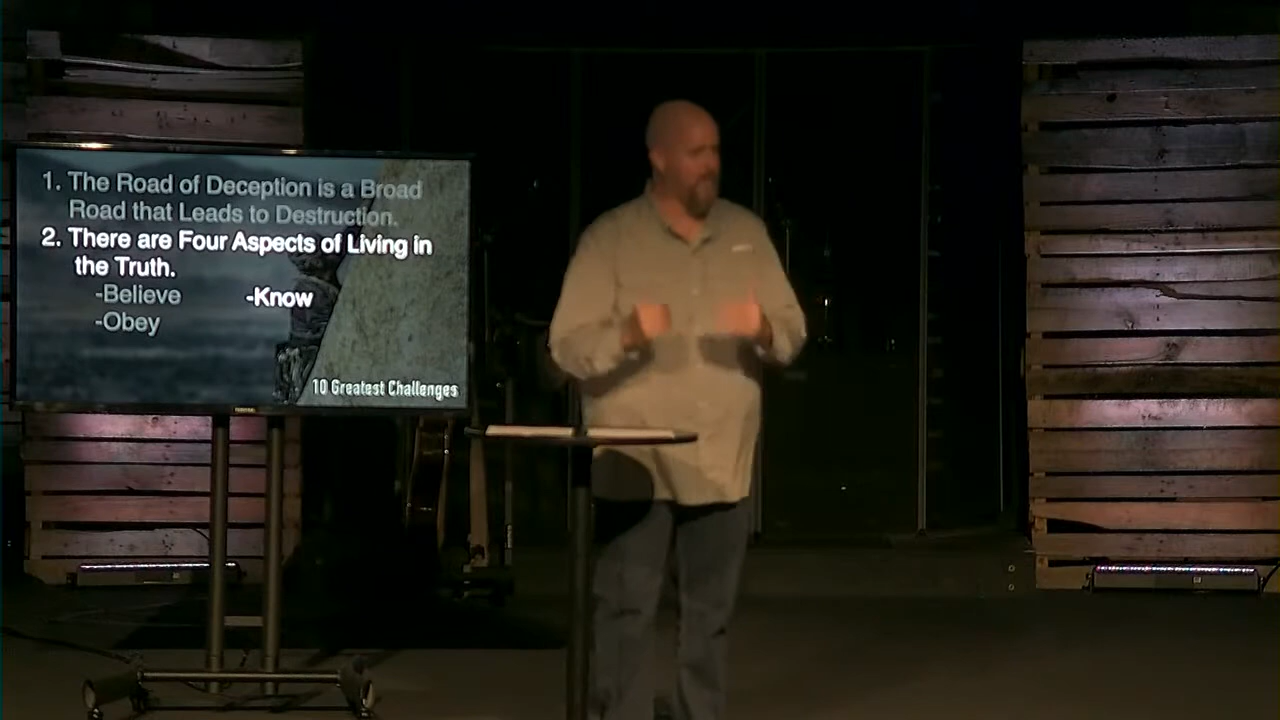 1. The Road of Deception is a Broad
Road that Leads to Destruction.
2. There are Four Aspects of Living in
the Truth.
-Believe -Know
-Obey
10 Greatest Challenges